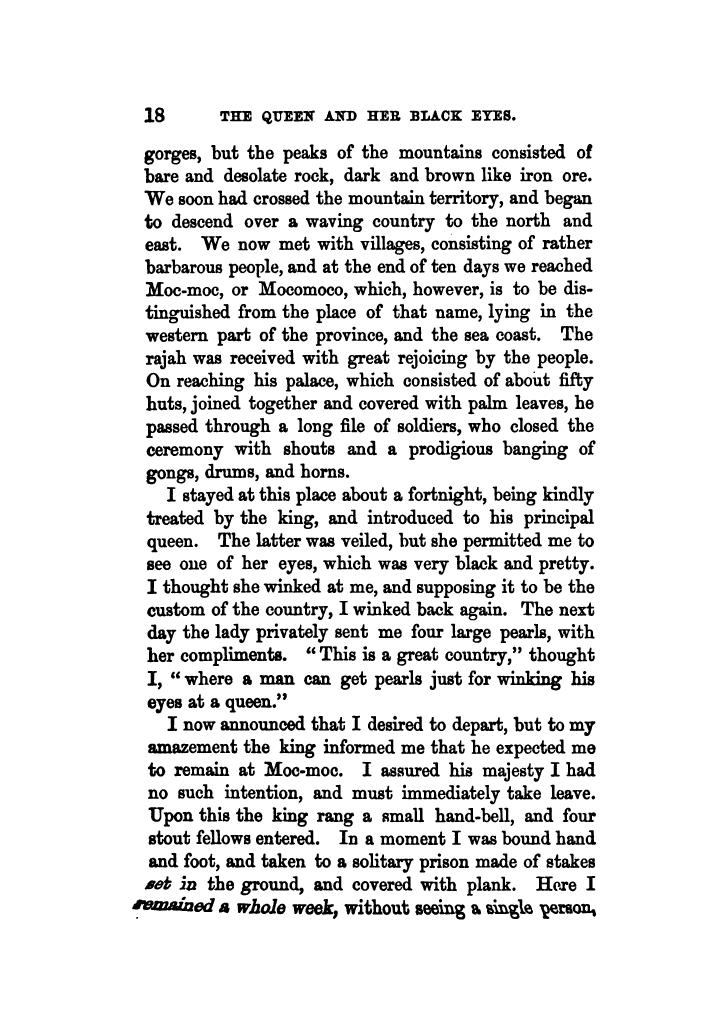 18 THE QUEEN AND HER BLACK EYES.
gorges, but the peaks of the mountains consisted of
bare and desolate rock, dark and brown like iron ore.
We soon had crossed the mountain territory, and began
to descend over a waving country to the north and
east. We now met with villages, consisting of rather
barbarous people, and at the end of ten days we reached
Moc-moc, or Mocomoco, which, however, is to be dis-
tinguished from the place of that name, lying in the
western part of the province, and the sea coast. The
rajah was received with great rejoicing by the people.
On reaching his palace, which consisted of about fifty
huts, joined together and covered with palm leaves, he
passed through a long file of soldiers, who closed the
ceremony with shouts and a prodigious banging of
gongs, drums, and horns.
I stayed at this place about a fortnight, being kindly
treated by the king, and introduced to his principal
queen. The latter was veiled, but she permitted me to
see one of her eyes, which was very black and pretty.
I thought she winked at me, and supposing it to be the
custom of the country, I winked back again. The next
day the lady privately sent me four large pearls, with
her compliments. "This is a great country," thought
I, "where a man can get pearls just for winking his
eyes at a queen."
I now announced that I desired to depart, but to my
amazement the king informed me that he expected me
to remain at Moc-moc. I assured his majesty I had
no such intention, and must immediately take leave.
Upon this the king rang a small hand-bell, and four
stout fellows entered. In a moment I was bound hand
and foot, and taken to a solitary prison made of stakes
set in the ground, and covered with plank. Here I
remained a whole week, without seeing a single person,